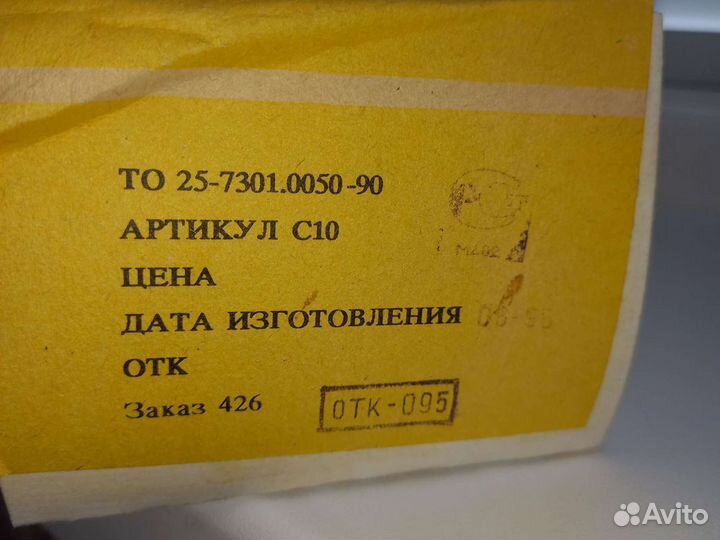 ТО 25-7301.0050-90
АРТИКУЛ С10
ЦЕНА
ДАТА ИЗГОТОВЛЕНИЯ
ОТК
Заказ 426
ОТК-095
Avito